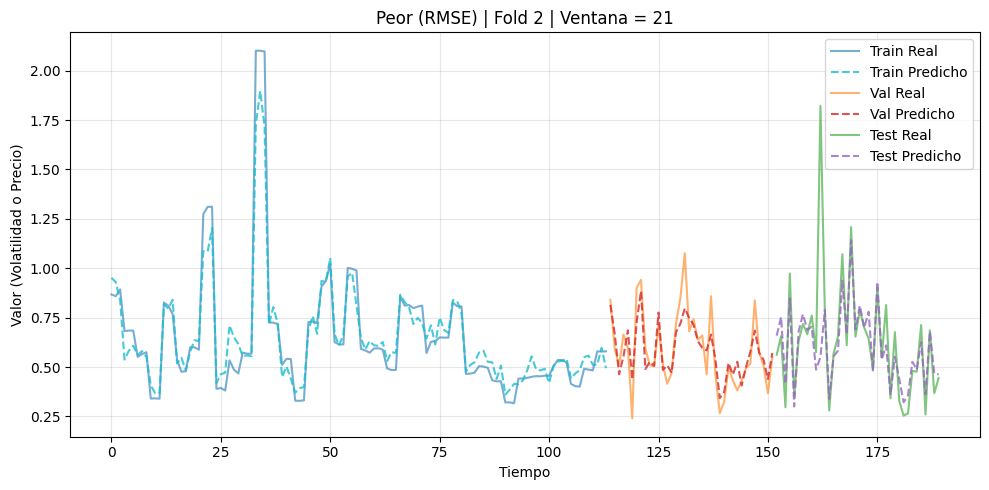 Peor (RMSE) | Fold 2 | Ventana = 21
Valor (Volatilidad o Precio)
2.00
1.75
1.50
1.25
1.00
0.75
0.50
0.25
Train Real
Train Predicho
Val Real
Val Predicho
Test Real
Test Predicho
0 25 50 75 100 125 150 175
Tiempo